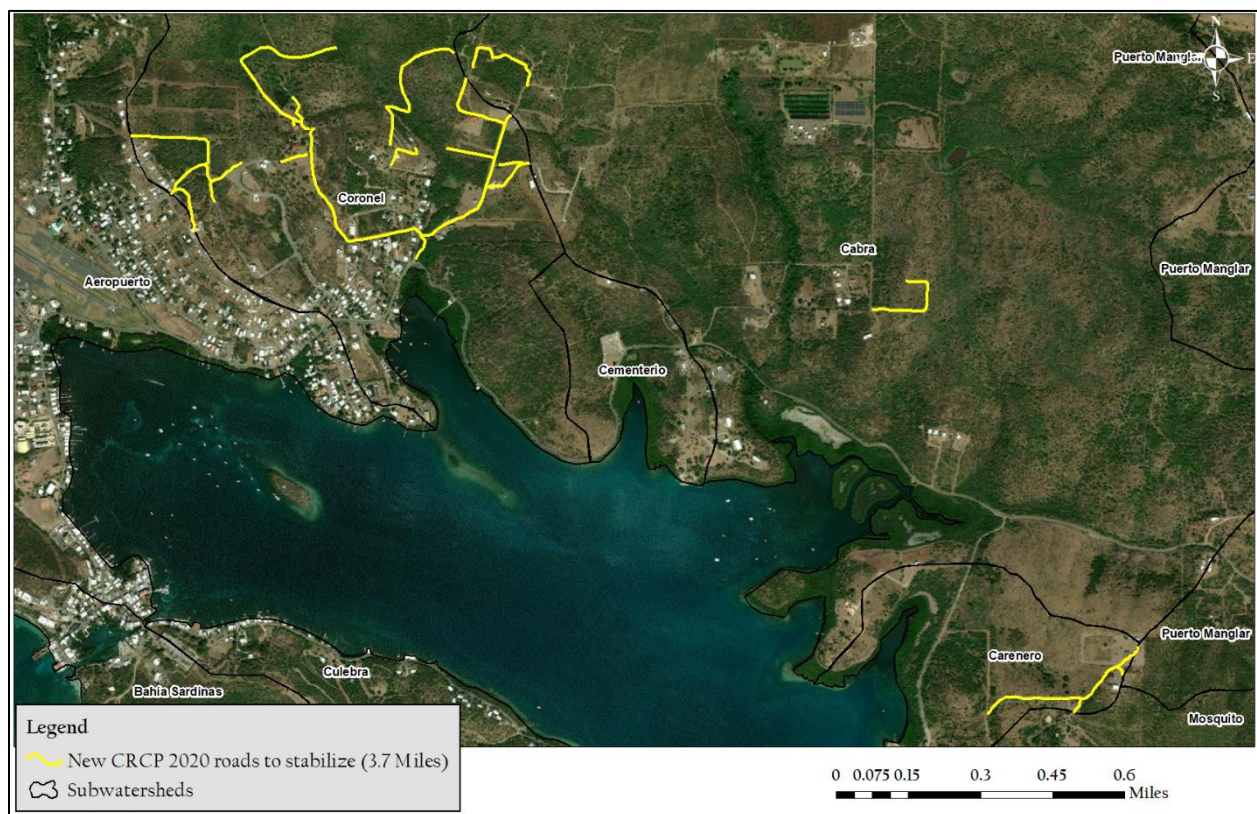 N
Puerto Manglar
E
S
Coronel
Cabra
Puerto Manglar
Aeropuerto
Cementerio
Carenero
Puerto Manglar
Culebra
Bahía Sardinas
Mosquito
Legend
New CRCP 2020 roads to stabilize (3.7 Miles)
Subwatersheds
0 0.075 0.15 0.3 0.45 0.6
Miles